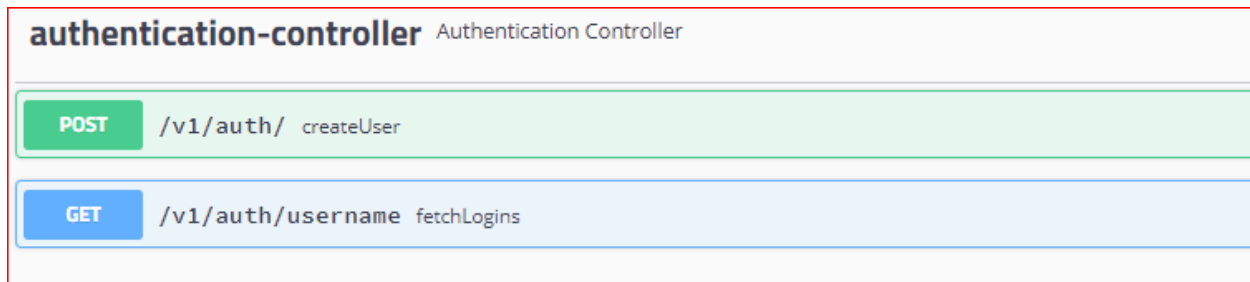 authentication-controller Authentication Controller
POST /v1/auth/ createUser
GET /v1/auth/username fetchLogins